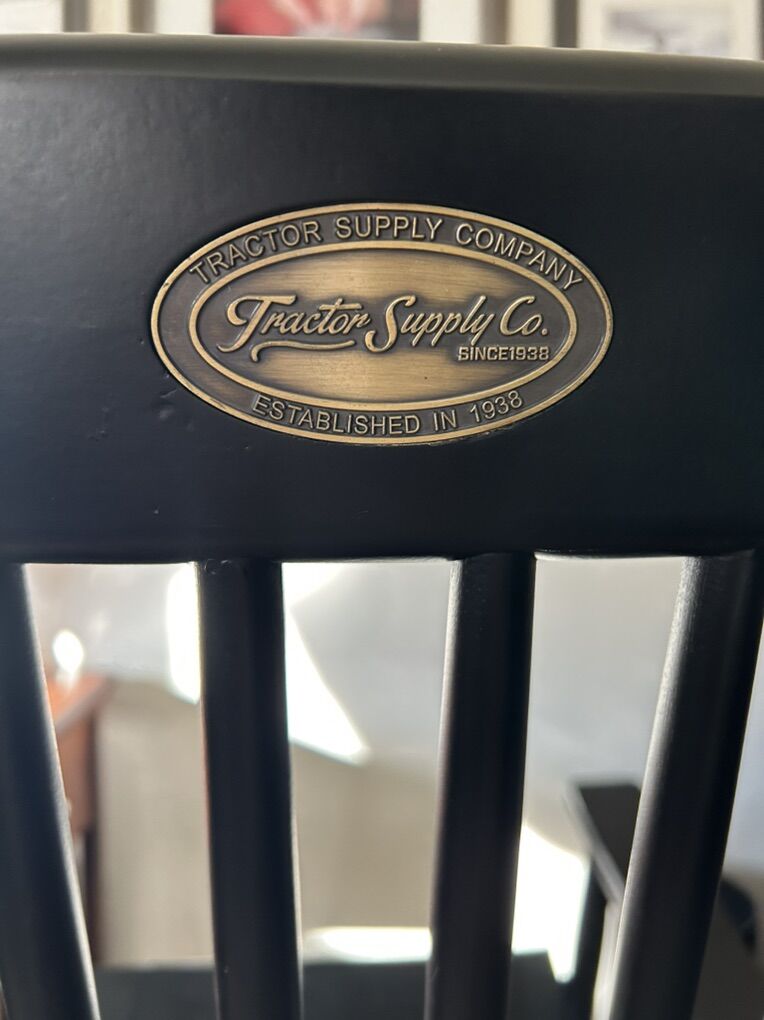 TRACTOR SUPPLY COMPANY
Tractor Supply Co.
SINCE1938
ESTABLISHED IN 1938